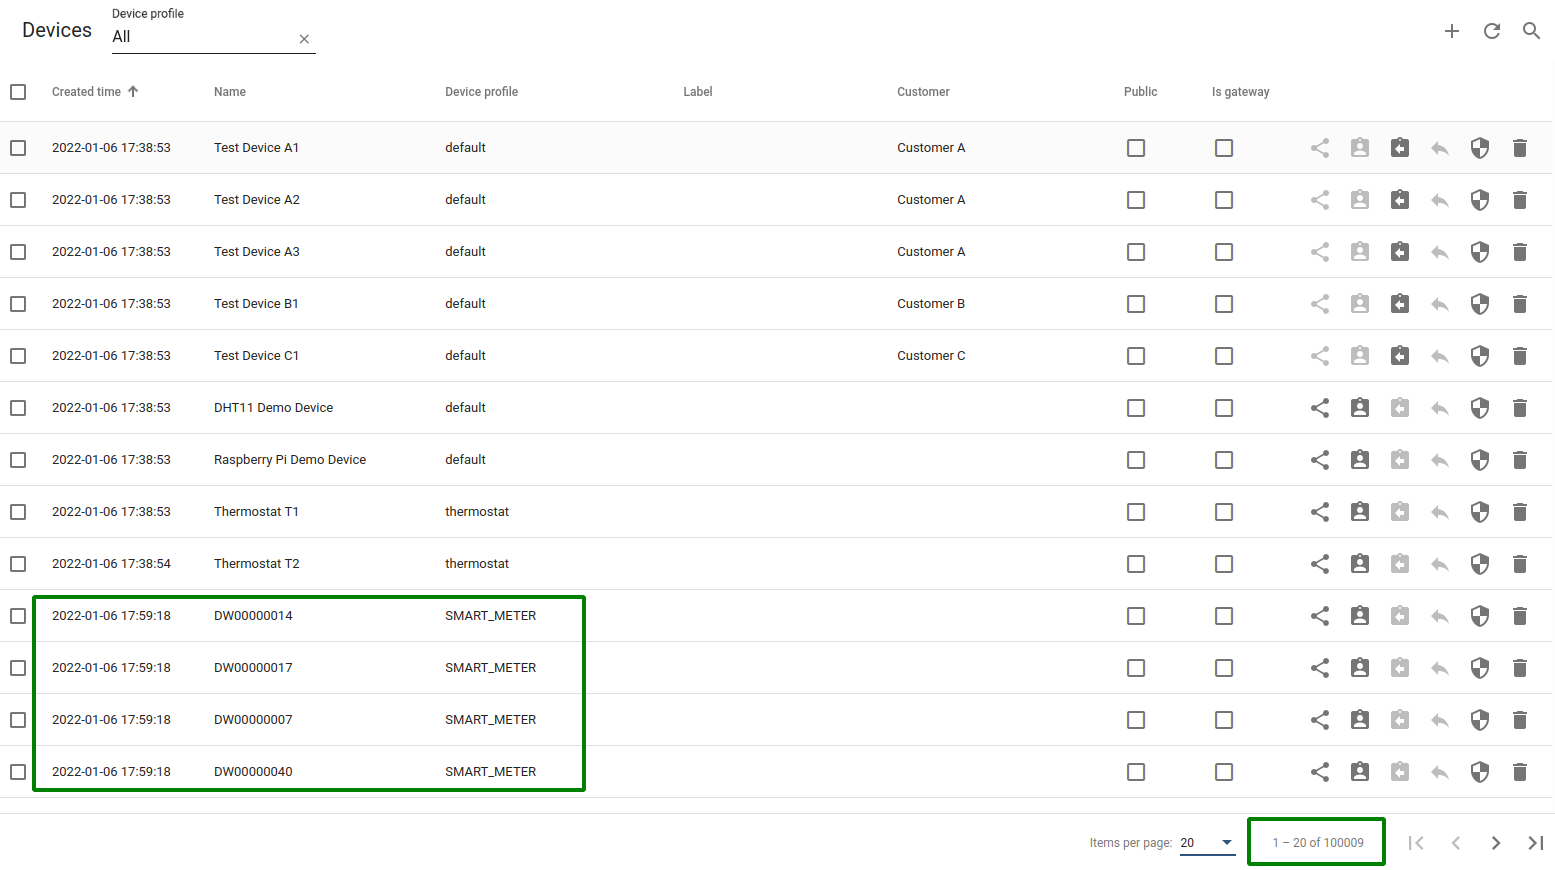 Devices
Device profile
All
Created time Name Device profile Label Customer Public Is gateway
2022-01-06 17:38:53 Test Device A1 default Customer A
2022-01-06 17:38:53 Test Device A2 default Customer A
2022-01-06 17:38:53 Test Device A3 default Customer A
2022-01-06 17:38:53 Test Device B1 default Customer B
2022-01-06 17:38:53 Test Device C1 default Customer C
2022-01-06 17:38:53 DHT11 Demo Device default
2022-01-06 17:38:53 Raspberry Pi Demo Device default
2022-01-06 17:38:53 Thermostat T1 thermostat
2022-01-06 17:38:54 Thermostat T2 thermostat
2022-01-06 17:59:18 DW00000014 SMART_METER
2022-01-06 17:59:18 DW00000017 SMART_METER
2022-01-06 17:59:18 DW00000007 SMART_METER
2022-01-06 17:59:18 DW00000040 SMART_METER
Items per page: 20 1 – 20 of 100009